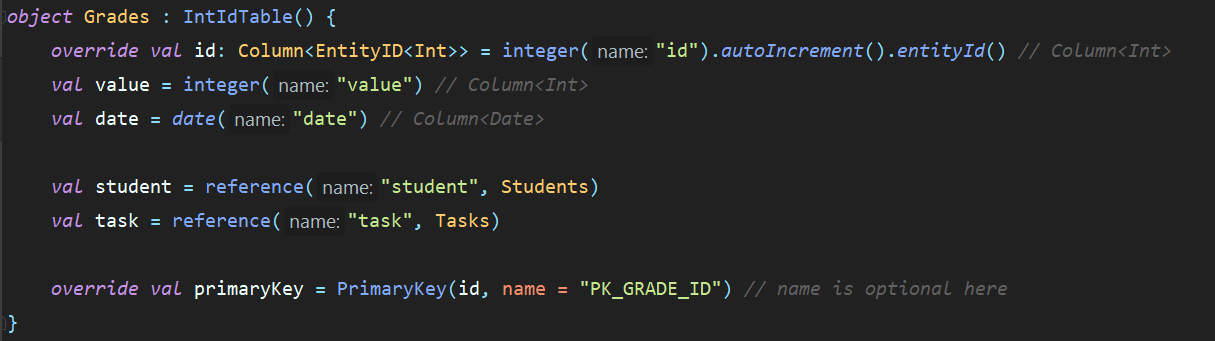 object Grades : IntIdTable() {
override val id: Column<EntityID<Int>> = integer( name: "id").autoIncrement().entityId() // Column<Int>
val value = integer( name: "value") // Column<Int>
val date = date( name: "date") // Column<Date>
val student = reference( name: "student", Students)
val task = reference( name: "task", Tasks)
override val primaryKey = PrimaryKey(id, name = "PK_GRADE_ID") // name is optional here
}